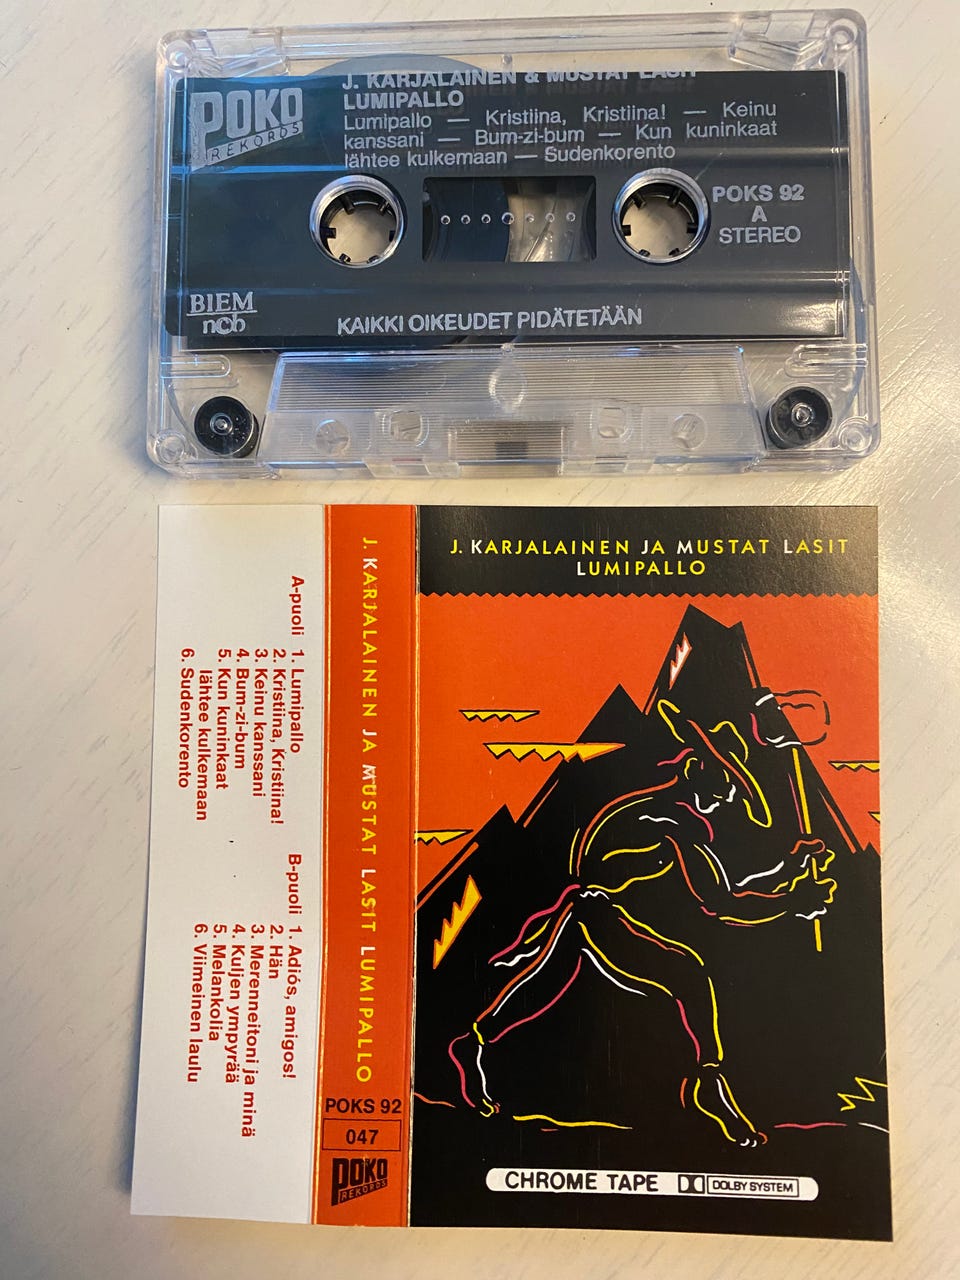 POKO
REKORDS
J. KARJALAINEN & MUSTAT LASIT
LUMIPALLO
Lumipallo — Kristiina, Kristiina! — Keinu
kanssani — Bum-zi-bum — Kun kuninkaat
lähtee kulkemaan — Sudenkorento
POKS 92
A
STEREO
BIEM
ncb
KAIKKI OIKEUDET PIDÄTETÄÄN
A-puoli 1. Lumipallo
2. Kristiina, Kristiina!
3. Keinu kanssani
4. Bum-zi-bum
5. Kun kuninkaat
lähtee kulkemaan
6. Sudenkorento
B-puoli 1. Adiós, amigos!
2. Hän
3. Merenneitoni ja minä
4. Kuljen ympyrää
5. Melankolia
6. Viimeinen laulu
J. KARJALAINEN JA MUSTAT LASIT LUMIPALLO
POKS 92
047
POKO
REKORDS
J. KARJALAINEN JA MUSTAT LASIT
LUMIPALLO
CHROME TAPE DOLBY SYSTEM